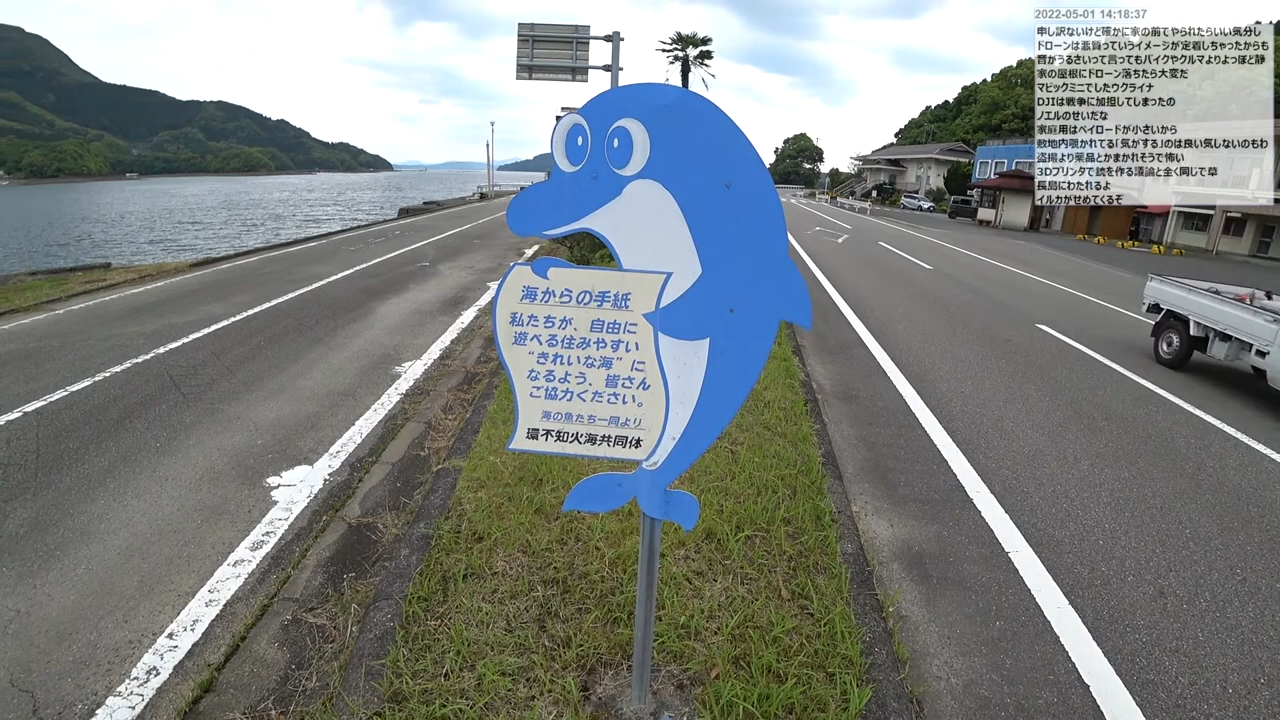 2022-05-01 14:18:37
申し訳ないけど確かに家の前でやられたらいい気分し
ドローンは悪質っていうイメージが定着しちゃったからも
音がうるさいって言ってもバイクやクルマよりよっぽど静
家の屋根にドローン落ちたら大変だ
マビックミニでしたウクライナ
DJIは戦争に加担してしまったの
ノエルのせいだな
家庭用はペイロードが小さいから
敷地内覗かれてる「気がする」のは良い気しないのもわ
盗撮より薬品とかまかれそうで怖い
3Dプリンタで銃を作る議論と全く同じで草
長島にわたれるよ
イルカがせめてくるぞ
海からの手紙
私たちが、自由に
遊べる住みやすい
“きれいな海”に
なるよう、皆さん
ご協力ください。
海の魚たち一同より
環不知火海共同体